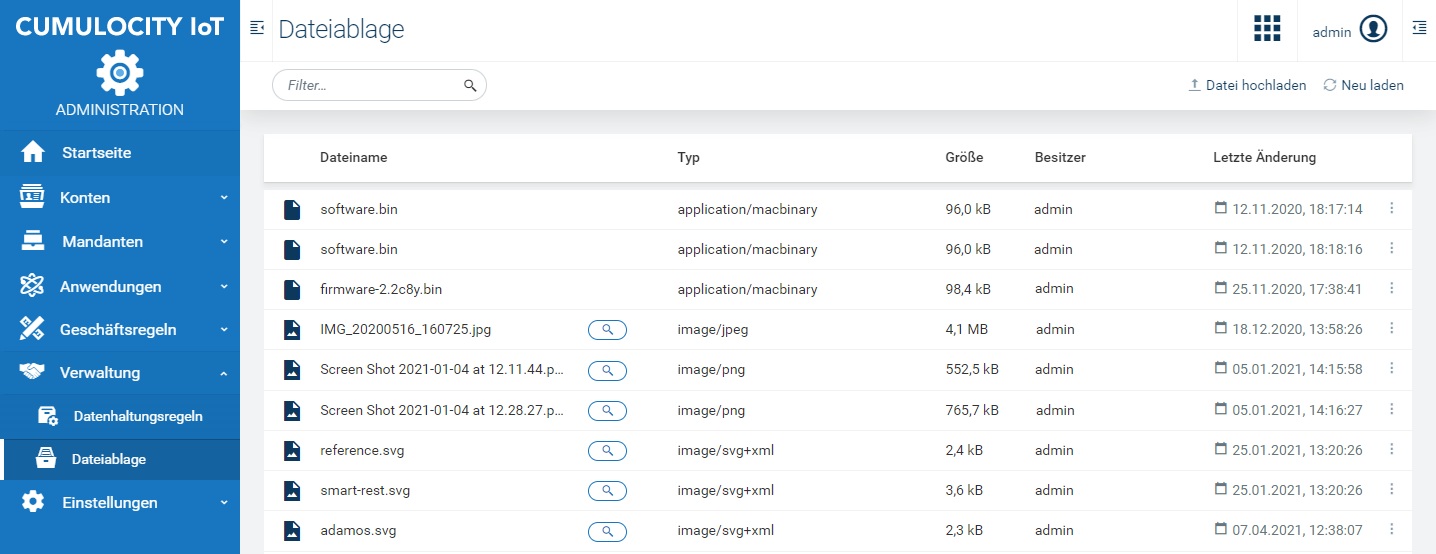 CUMULOCITY IoT
ADMINISTRATION
Startseite
Konten
Mandanten
Anwendungen
Geschäftsregeln
Verwaltung
Datenhaltungsregeln
Dateiablage
Einstellungen
Dateiablage
admin
Filter...
Datei hochladen Neu laden
Dateiname Typ Größe Besitzer Letzte Änderung
software.bin application/macbinary 96,0 kB admin 12.11.2020, 18:17:14
software.bin application/macbinary 96,0 kB admin 12.11.2020, 18:18:16
firmware-2.2c8y.bin application/macbinary 98,4 kB admin 25.11.2020, 17:38:41
IMG_20200516_160725.jpg image/jpeg 4,1 MB admin 18.12.2020, 13:58:26
Screen Shot 2021-01-04 at 12.11.44.p... image/png 552,5 kB admin 05.01.2021, 14:15:58
Screen Shot 2021-01-04 at 12.28.27.p... image/png 765,7 kB admin 05.01.2021, 14:16:27
reference.svg image/svg+xml 2,4 kB admin 25.01.2021, 13:20:26
smart-rest.svg image/svg+xml 3,6 kB admin 25.01.2021, 13:20:26
adamos.svg image/svg+xml 2,3 kB admin 07.04.2021, 12:38:07